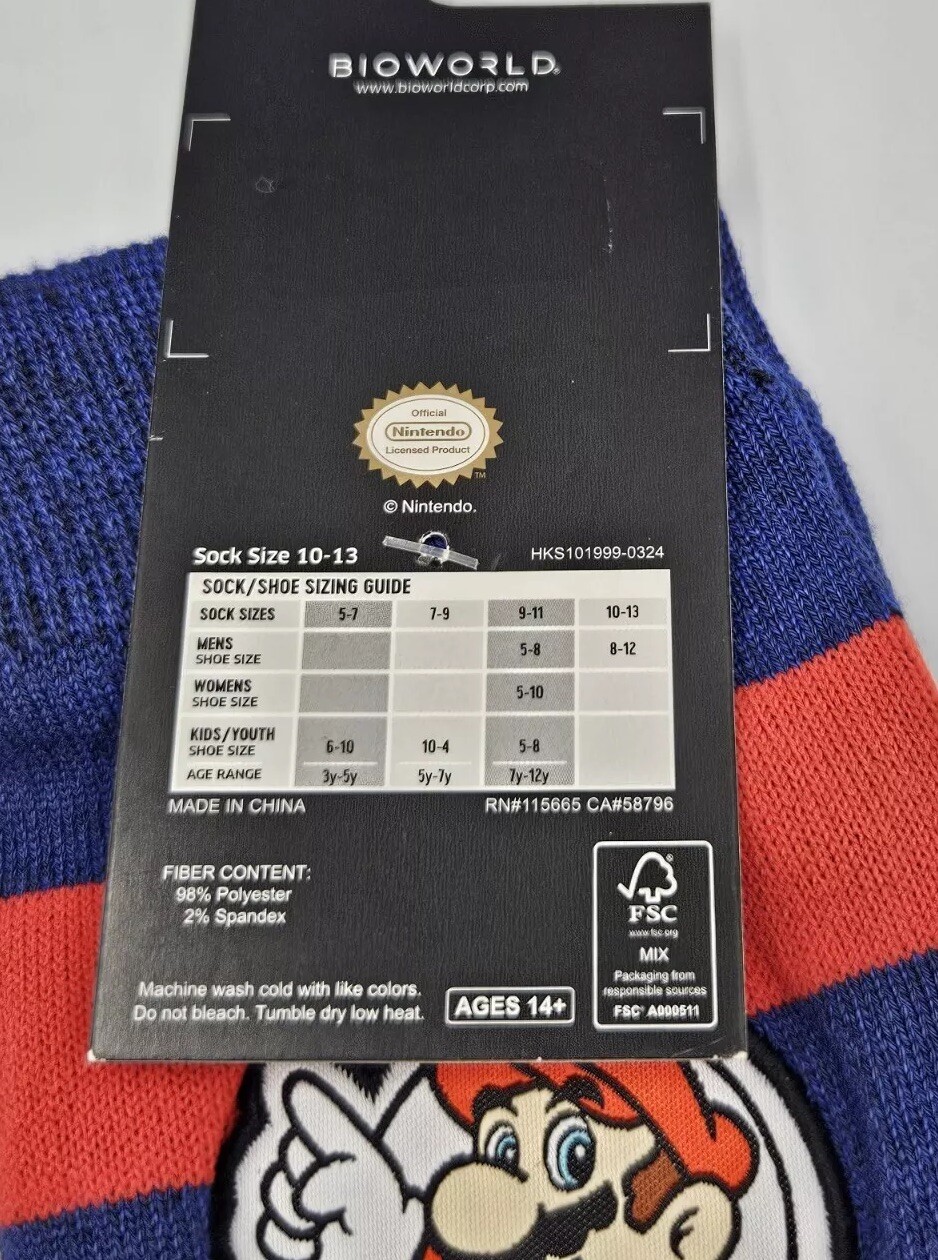 BIOWORLD®
www.bioworldcorp.com
Official
Nintendo
Licensed Product
TM
© Nintendo.
Sock Size 10-13
HKS101999-0324
SOCK/SHOE SIZING GUIDE
SOCK SIZES 5-7 7-9 9-11 10-13
MENS
SHOE SIZE 5-8 8-12
WOMENS
SHOE SIZE 5-10
KIDS/YOUTH
SHOE SIZE 6-10 10-4 5-8
AGE RANGE 3y-5y 5y-7y 7y-12y
MADE IN CHINA
RN#115665 CA#58796
FIBER CONTENT:
98% Polyester
2% Spandex
Machine wash cold with like colors.
Do not bleach. Tumble dry low heat.
AGES 14+
®
FSC
www.fsc.org
MIX
Packaging from
responsible sources
FSC® A000511